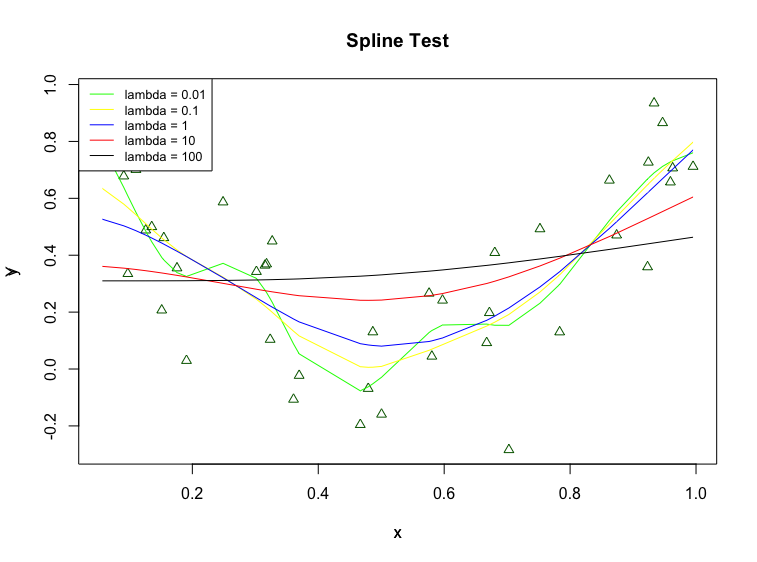 Spline Test
lambda = 0.01
lambda = 0.1
lambda = 1
lambda = 10
lambda = 100
1.0
0.8
0.6
0.4
0.2
0.0
-0.2
y
0.2 0.4 0.6 0.8 1.0
x